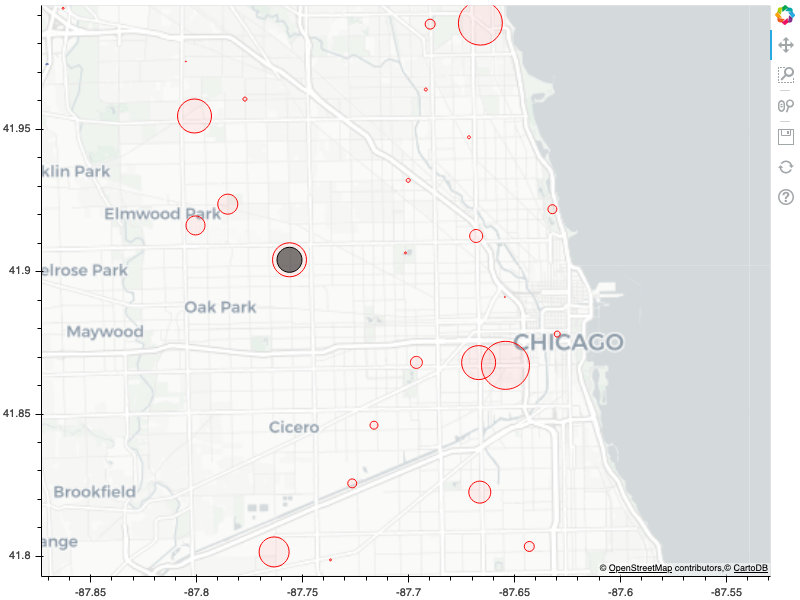 41.95
klin Park
Elmwood Park
41.9
elrose Park
Oak Park
Maywood
CHICAGO
41.85
Cicero
Brookfield
ange
41.8
© OpenStreetMap contributors,© CartoDB
-87.85
-87.8
-87.75
-87.7
-87.65
-87.6
-87.55